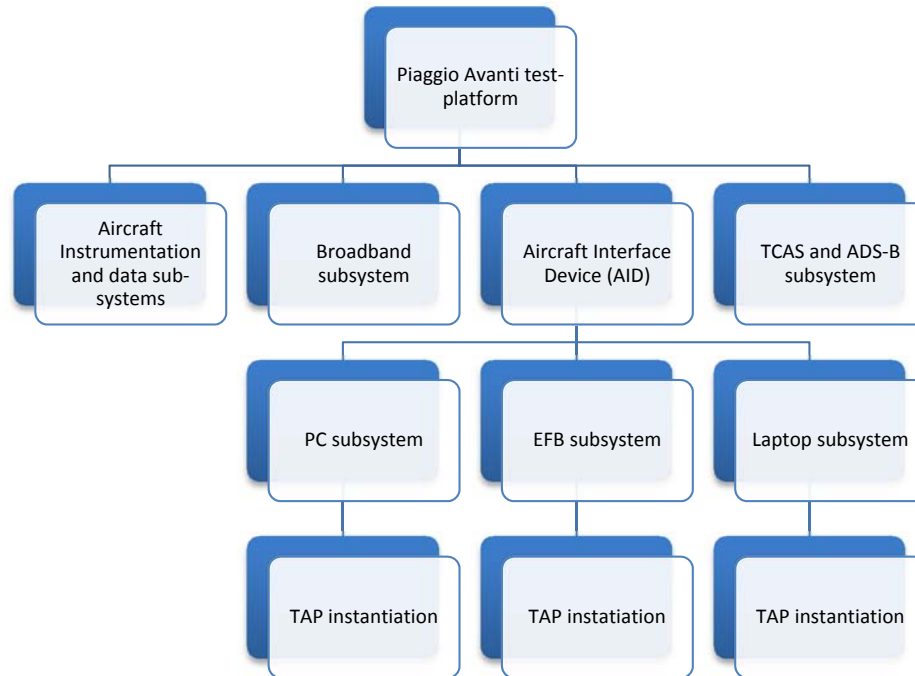 Piaggio Avanti test-
platform
Aircraft
Instrumentation
and data sub-
systems
Broadband
subsystem
Aircraft Interface
Device (AID)
TCAS and ADS-B
subsystem
PC subsystem
EFB subsystem
Laptop subsystem
TAP instantiation
TAP instatiation
TAP instantiation